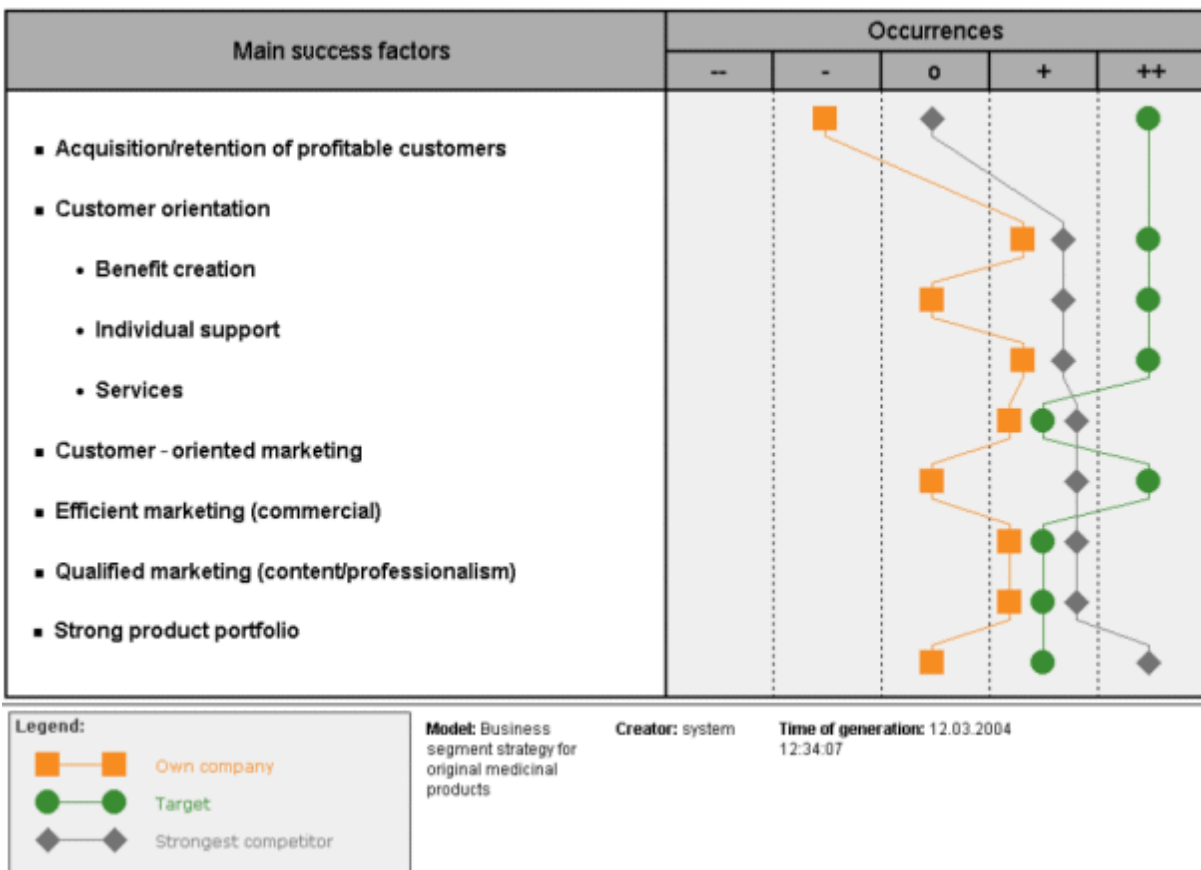 Main success factors
Occurrences
-- - o + ++
▪ Acquisition/retention of profitable customers
▪ Customer orientation
• Benefit creation
• Individual support
• Services
▪ Customer - oriented marketing
▪ Efficient marketing (commercial)
▪ Qualified marketing (content/professionalism)
▪ Strong product portfolio
Legend:
Own company
Target
Strongest competitor
Model: Business
segment strategy for
original medicinal
products
Creator: system
Time of generation: 12.03.2004
12:34:07